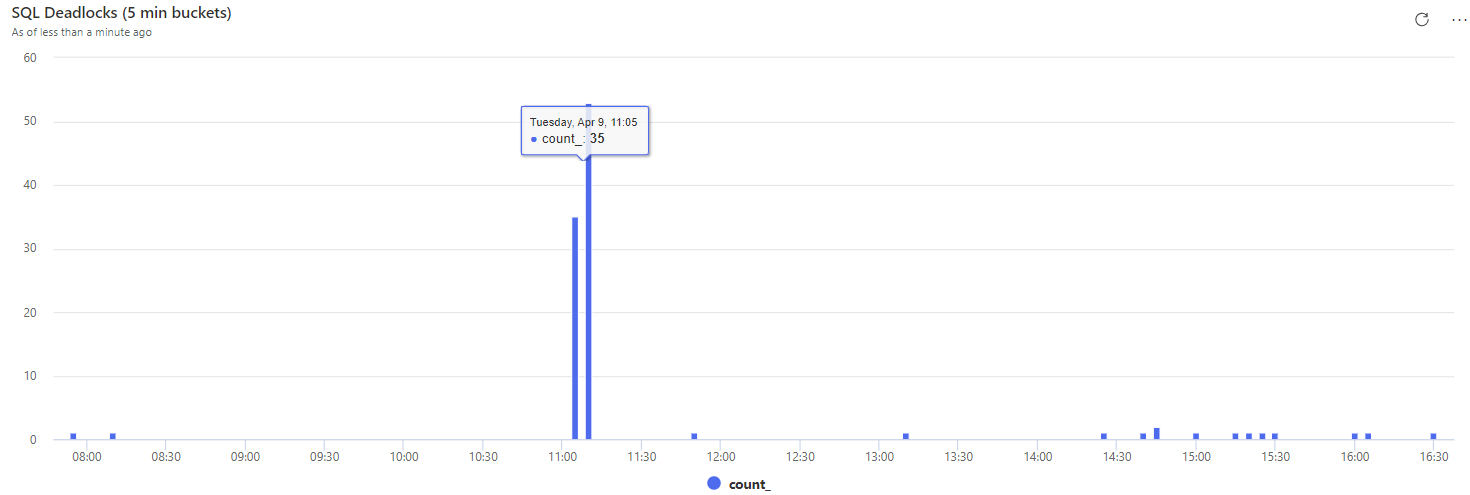 SQL Deadlocks (5 min buckets)
As of less than a minute ago
60
50
40
30
20
10
0
Tuesday, Apr 9, 11:05
count_: 35
08:00 08:30 09:00 09:30 10:00 10:30 11:00 11:30 12:00 12:30 13:00 13:30 14:00 14:30 15:00 15:30 16:00 16:30
count_